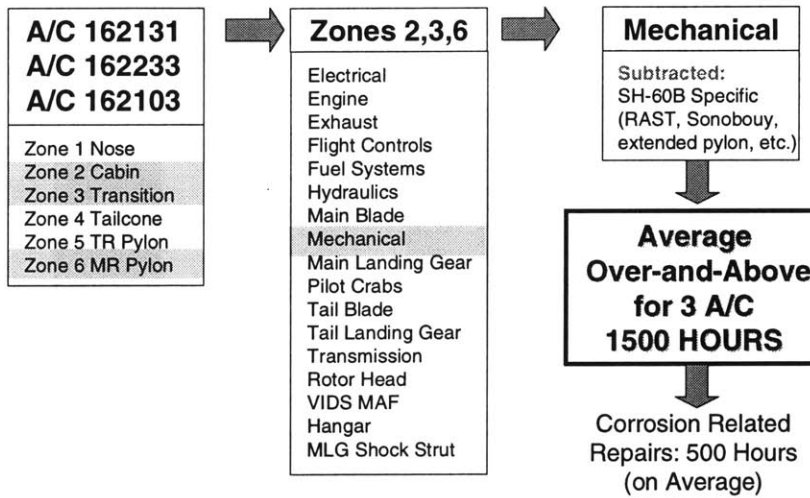 A/C 162131
A/C 162233
A/C 162103
Zone 1 Nose
Zone 2 Cabin
Zone 3 Transition
Zone 4 Tailcone
Zone 5 TR Pylon
Zone 6 MR Pylon
Zones 2,3,6
Electrical
Engine
Exhaust
Flight Controls
Fuel Systems
Hydraulics
Main Blade
Mechanical
Main Landing Gear
Pilot Crabs
Tail Blade
Tail Landing Gear
Transmission
Rotor Head
VIDS MAF
Hangar
MLG Shock Strut
Mechanical
Subtracted:
SH-60B Specific
(RAST, Sonobouy,
extended pylon, etc.)
Average
Over-and-Above
for 3 A/C
1500 HOURS
Corrosion Related
Repairs: 500 Hours
(on Average)